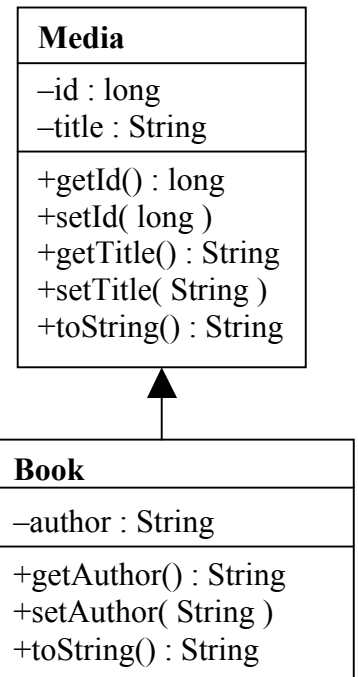 Media
–id : long
–title : String
+getId() : long
+setId( long )
+getTitle() : String
+setTitle( String )
+toString() : String
Book
–author : String
+getAuthor() : String
+setAuthor( String )
+toString() : String